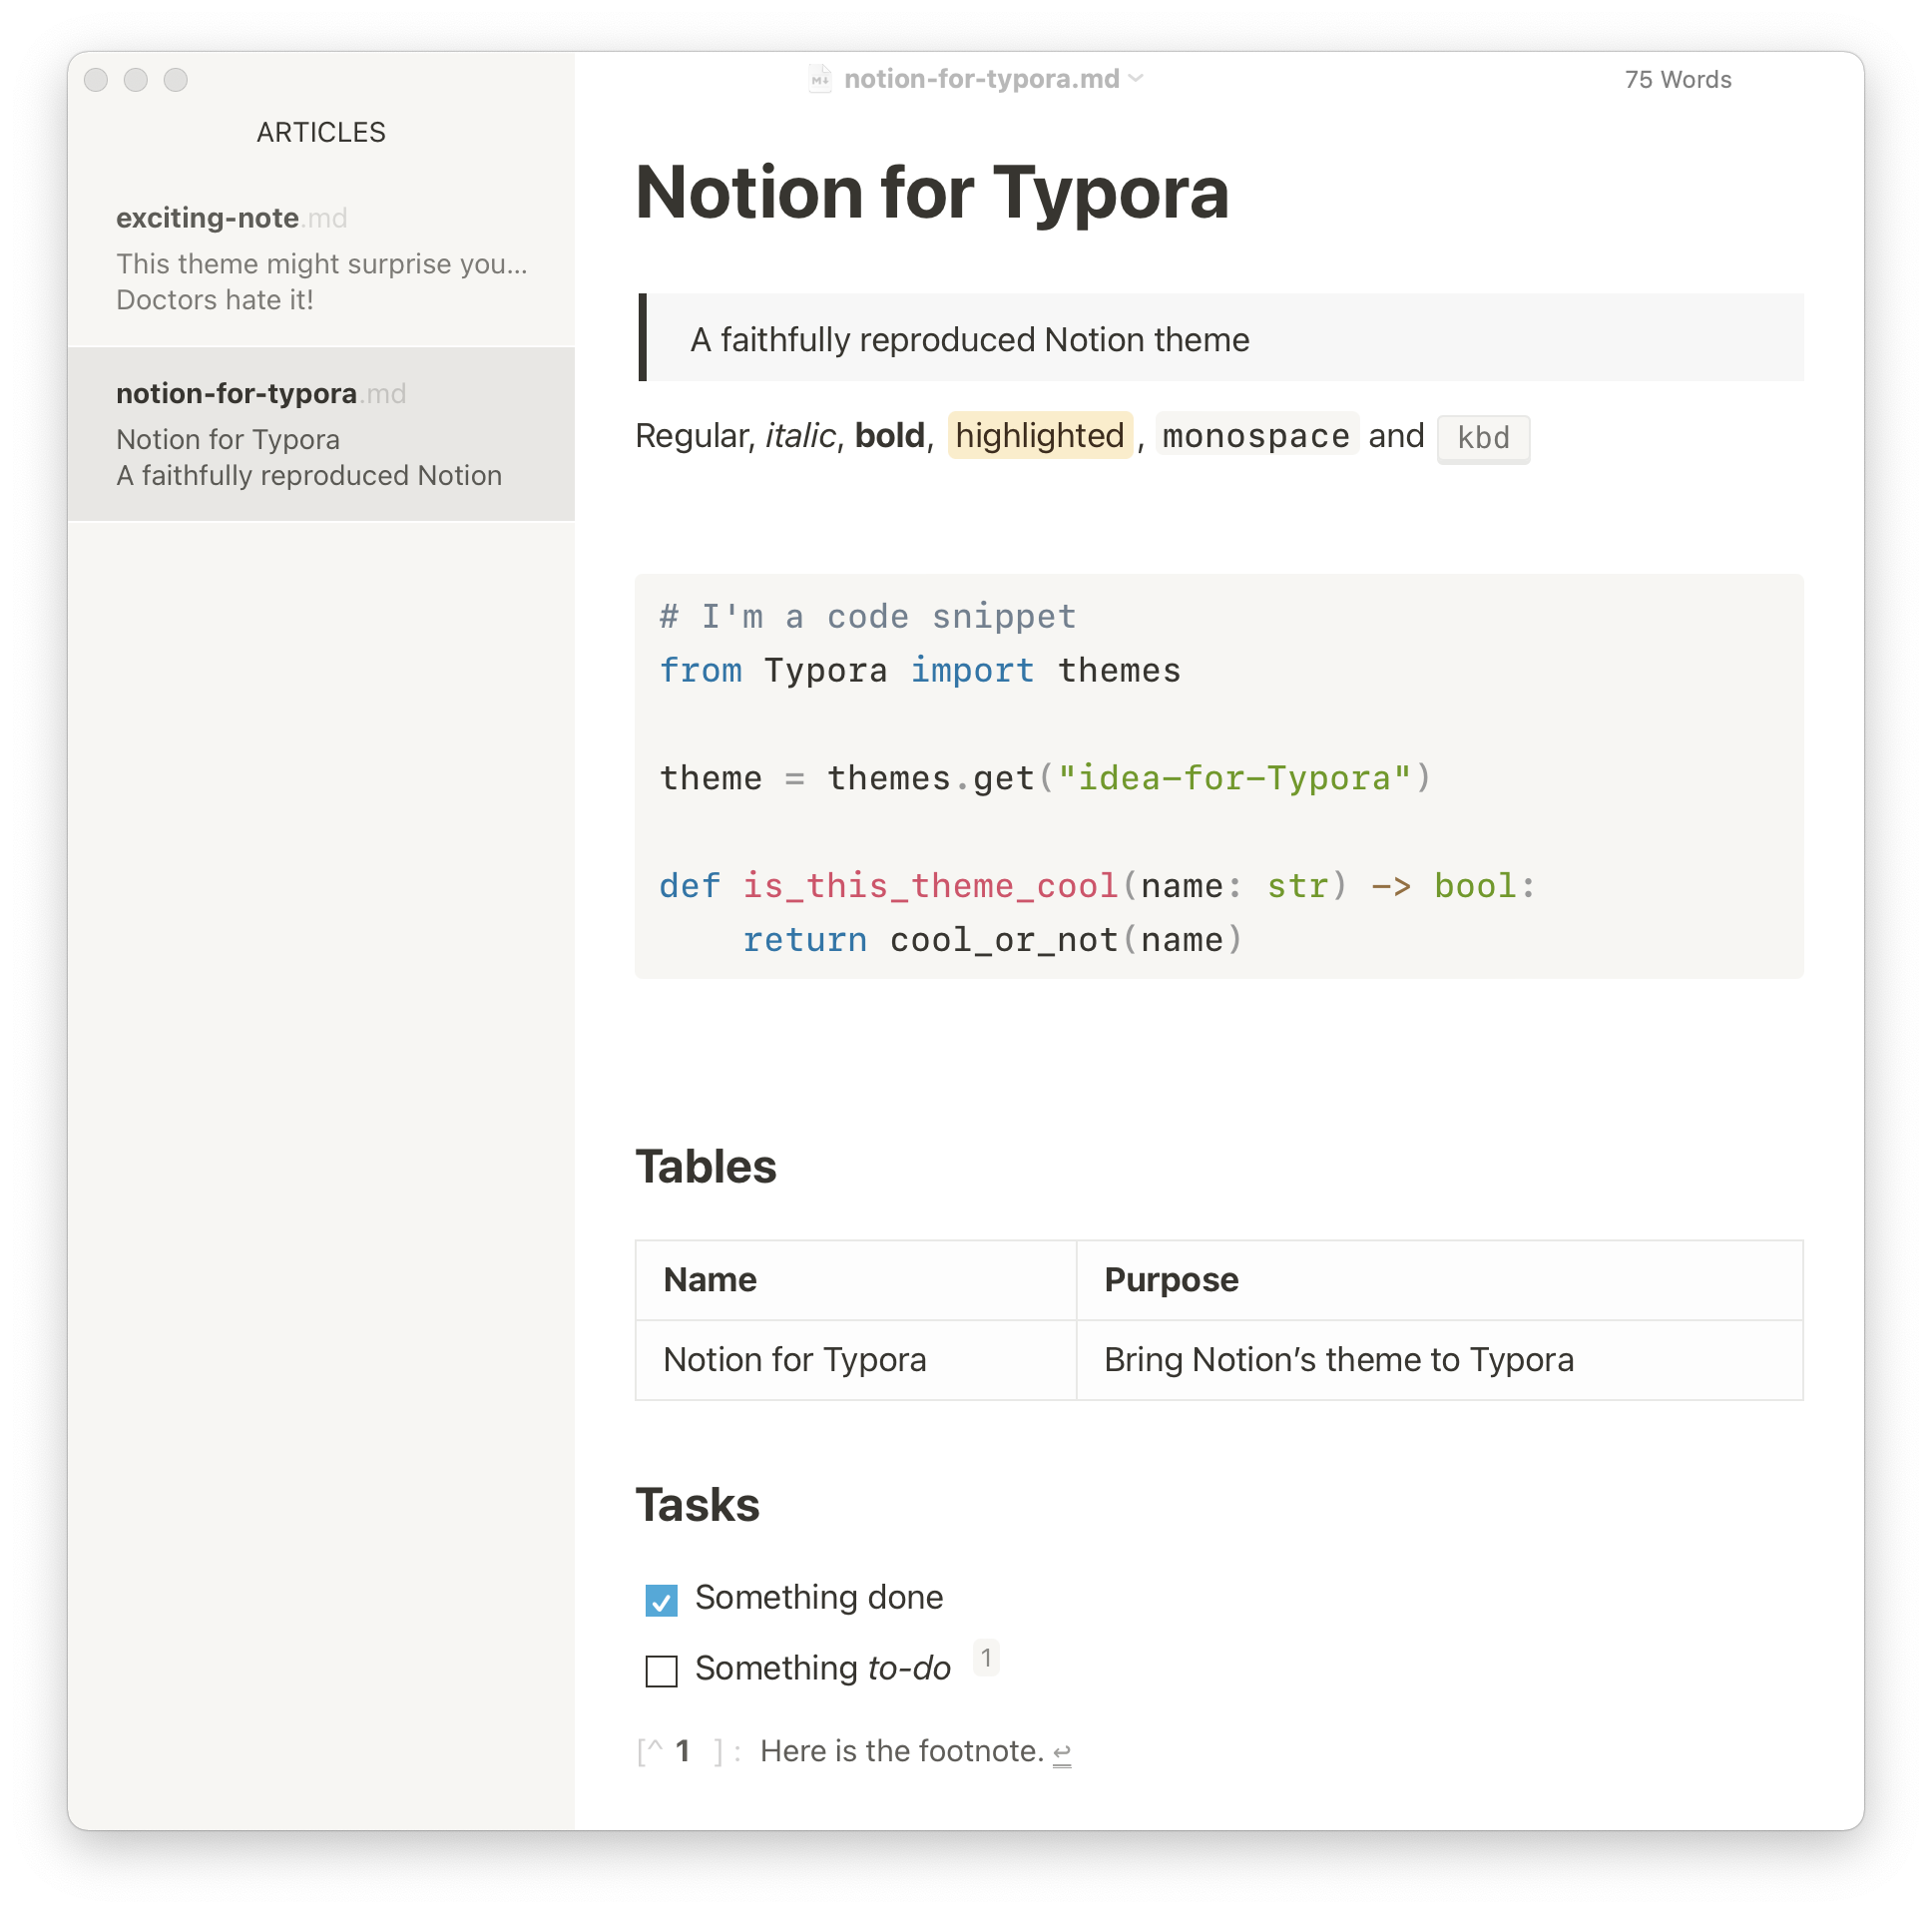 ARTICLES
exciting-note.md
This theme might surprise you...
Doctors hate it!
notion-for-typora.md
Notion for Typora
A faithfully reproduced Notion
notion-for-typora.md
75 Words
Notion for Typora
A faithfully reproduced Notion theme
Regular, italic, bold, highlighted, monospace and kbd
# I'm a code snippet
from Typora import themes
theme = themes.get("idea-for-Typora")
def is_this_theme_cool(name: str) -> bool:
    return cool_or_not(name)
Tables
Name Purpose
Notion for Typora Bring Notion’s theme to Typora
Tasks
Something done
Something to-do 1
[^ 1 ] : Here is the footnote. ↩